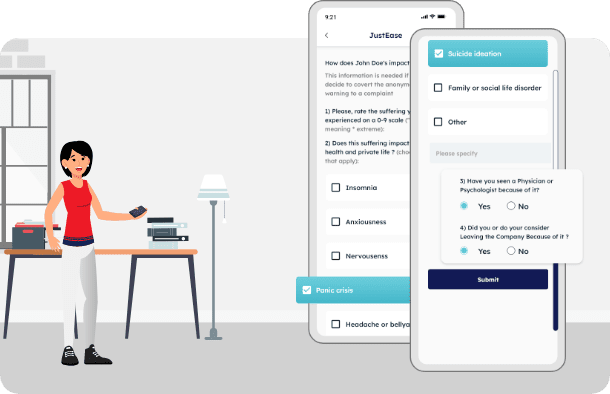 9:21
JustEase
How does John Doe's impact
This information is needed if
decide to covert the anonym
warning to a complaint
1) Please, rate the suffering y
experienced on a 0-9 scale (*
meaning * extreme):
2) Does this suffering impact
health and private life ? (choo
that apply):
Insomnia
Anxiousness
Nervousenss
Panic crisis
Headache or bellya
Suicide ideation
Family or social life disorder
Other
Please specify
3) Have you seen a Physician or
Psychologist because of it?
Yes No
4) Did you or do your consider
Leaving the Company Because of it ?
Yes No
Submit